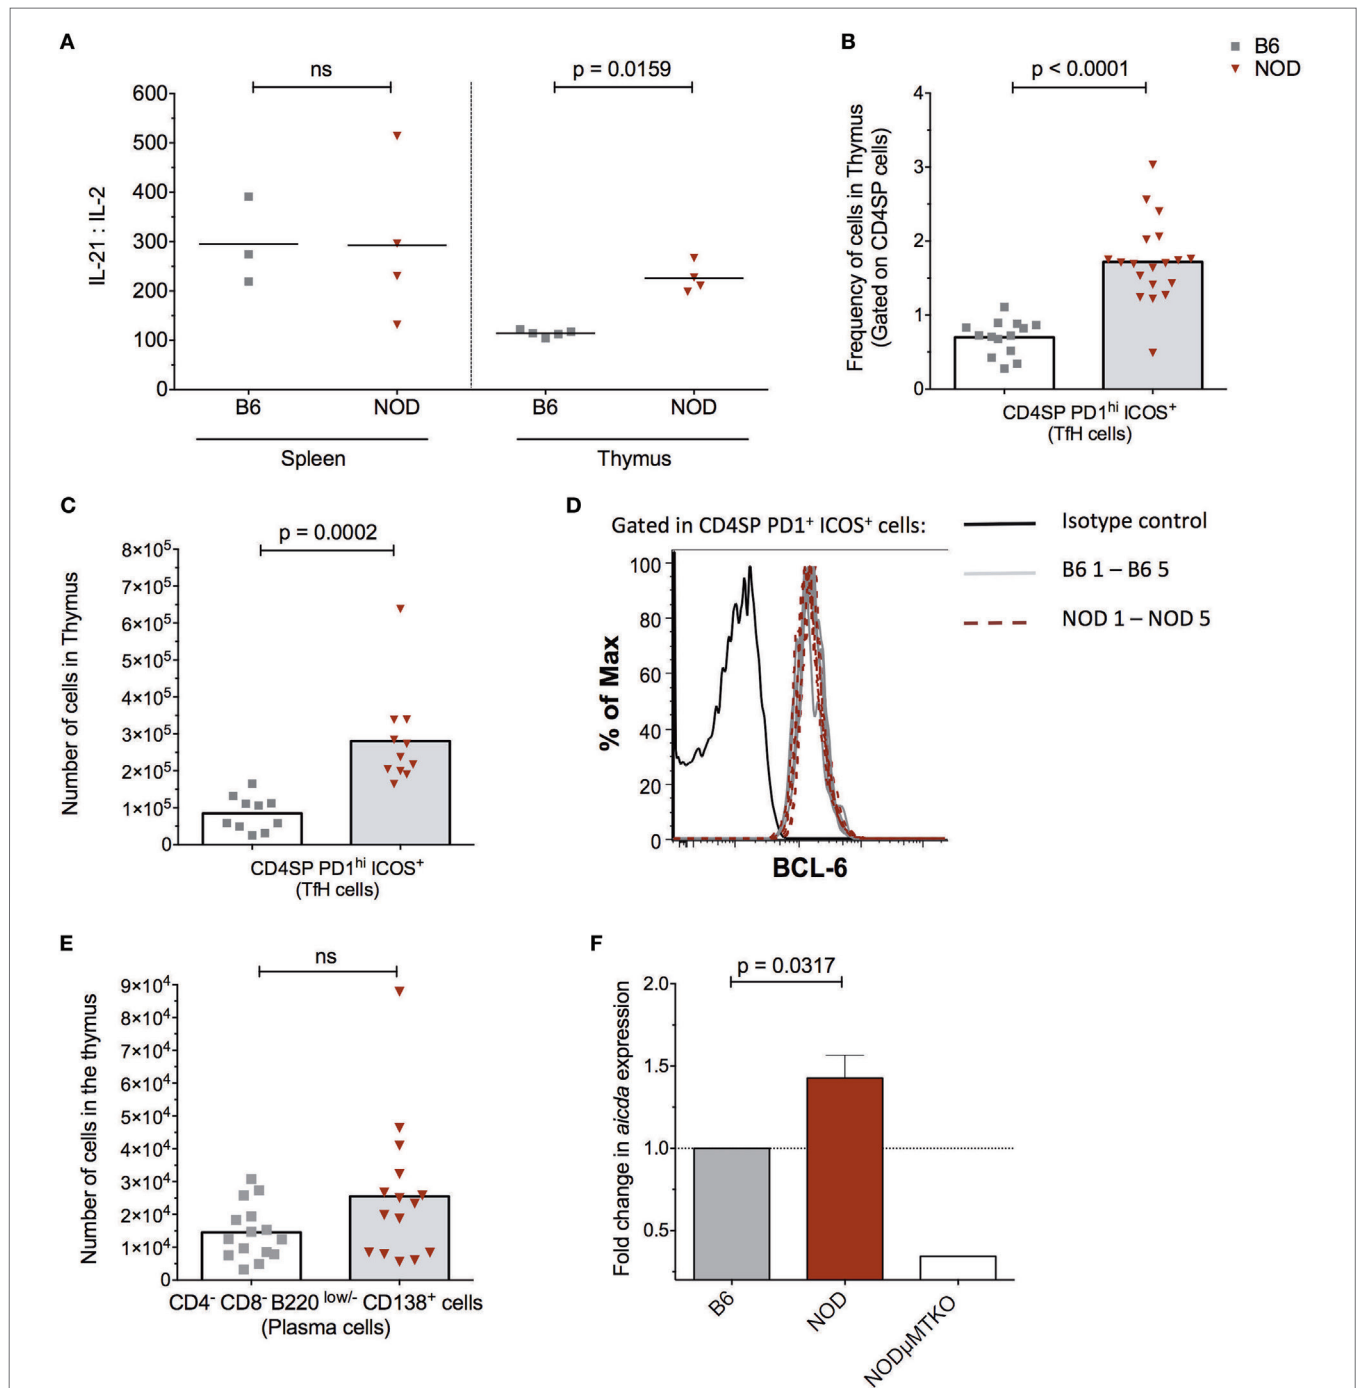 A
ns
p = 0.0159
IL-21 : IL-2
600
500
400
300
200
100
0
B6
NOD
B6
NOD
Spleen
Thymus
B
B6
NOD
p < 0.0001
Frequency of cells in Thymus
(Gated on CD4SP cells)
4
3
2
1
0
CD4SP PD1hi ICOS+
(TfH cells)
C
p = 0.0002
Number of cells in Thymus
8×10⁵
7×10⁵
6×10⁵
5×10⁵
4×10⁵
3×10⁵
2×10⁵
1×10⁵
0
CD4SP PD1hi ICOS+
(TfH cells)
D
Gated in CD4SP PD1+ ICOS+ cells:
Isotype control
B6 1 – B6 5
NOD 1 – NOD 5
% of Max
100
80
60
40
20
0
BCL-6
E
ns
Number of cells in the thymus
9×10⁴
8×10⁴
7×10⁴
6×10⁴
5×10⁴
4×10⁴
3×10⁴
2×10⁴
1×10⁴
0
CD4- CD8- B220 low/- CD138+ cells
(Plasma cells)
F
p = 0.0317
Fold change in aicda expression
2.0
1.5
1.0
0.5
B6
NOD
NODµMTKO